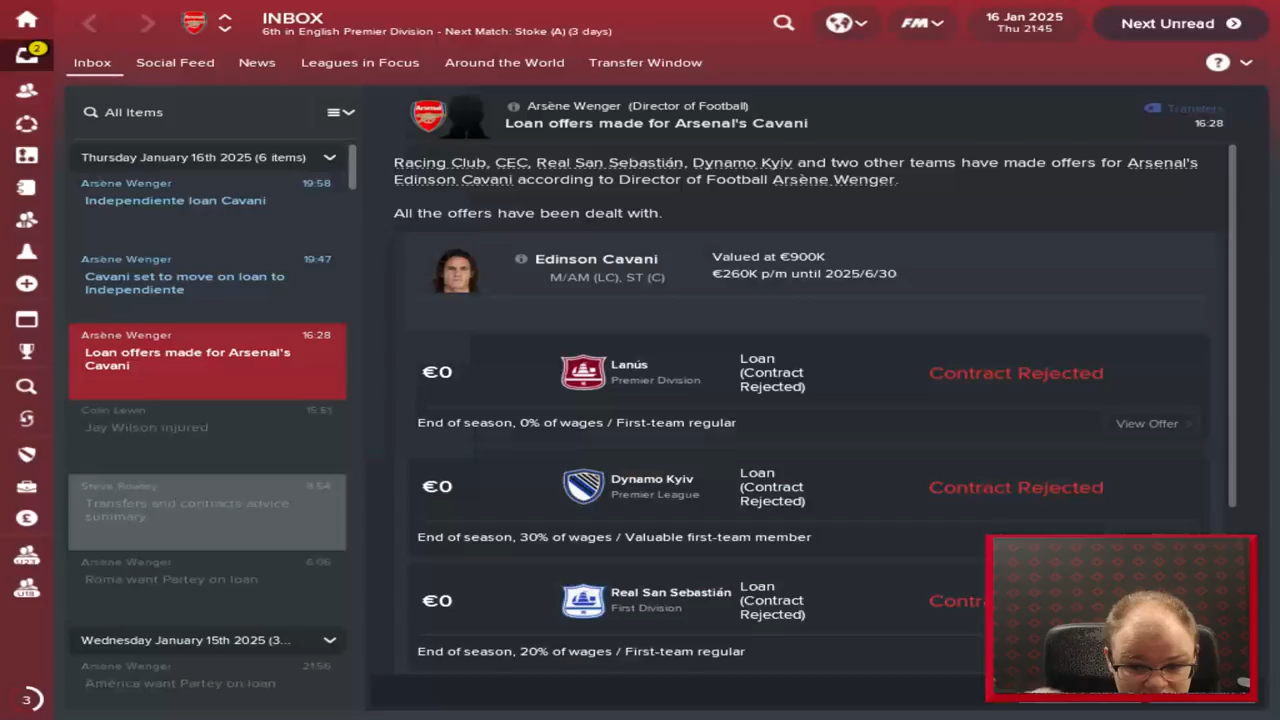 INBOX
6th in English Premier Division - Next Match: Stoke (A) (3 days)
2
FM
16 Jan 2025
Thu 21:45
Next Unread
Inbox
Social Feed
News
Leagues in Focus
Around the World
Transfer Window
?
All Items
Thursday January 16th 2025 (6 items)
Arsène Wenger 19:58
Independiente loan Cavani
Arsène Wenger 19:47
Cavani set to move on loan to
Independiente
Arsène Wenger 16:28
Loan offers made for Arsenal's
Cavani
Colin Lewin 15:51
Jay Wilson injured
Steve Rowley 8:54
Transfers and contracts advice
summary
Arsène Wenger 6:06
Roma want Partey on loan
Wednesday January 15th 2025 (3...
Arsène Wenger 21:56
América want Partey on loan
U23
U18
3
Arsène Wenger (Director of Football)
Loan offers made for Arsenal's Cavani
Transfers
16:28
Racing Club, CEC, Real San Sebastián, Dynamo Kyiv and two other teams have made offers for Arsenal's
Edinson Cavani according to Director of Football Arsène Wenger.
All the offers have been dealt with.
Edinson Cavani
M/AM (LC), ST (C)
Valued at €900K
€260K p/m until 2025/6/30
€0
Lanús
Premier Division
Loan
(Contract
Rejected)
Contract Rejected
End of season, 0% of wages / First-team regular
View Offer
€0
Dynamo Kyiv
Premier League
Loan
(Contract
Rejected)
Contract Rejected
End of season, 30% of wages / Valuable first-team member
€0
Real San Sebastián
First Division
Loan
(Contract
Rejected)
End of season, 20% of wages / First-team regular